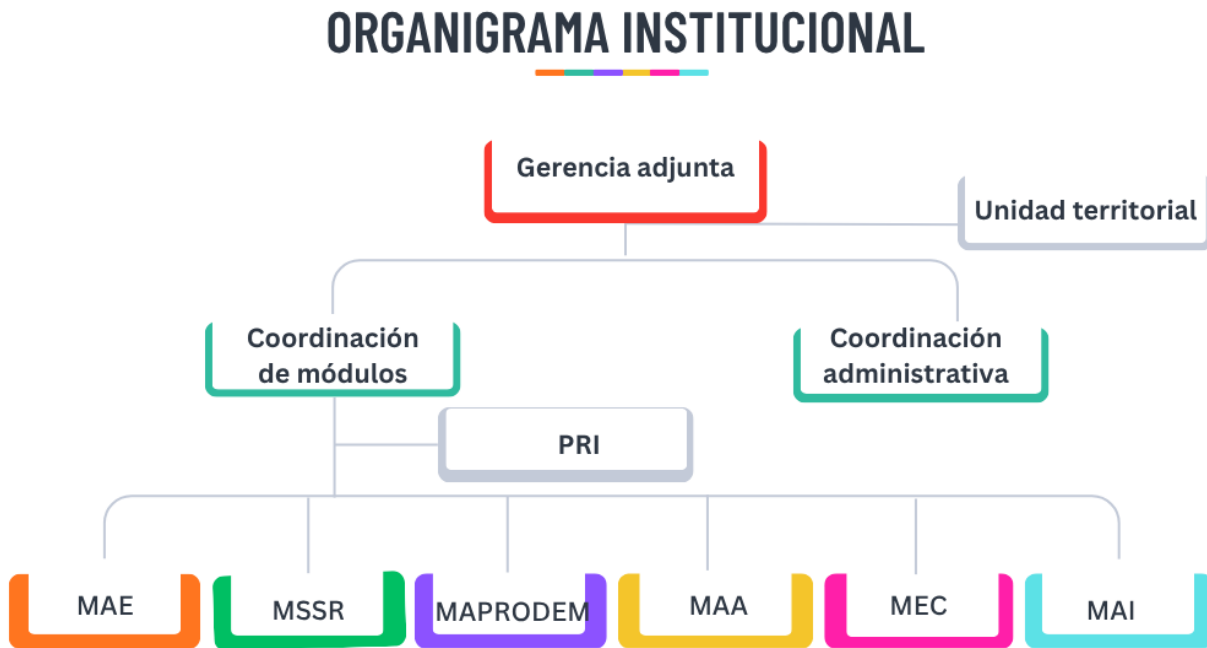 ORGANIGRAMA INSTITUCIONAL
Gerencia adjunta
Unidad territorial
Coordinación
de módulos
Coordinación
administrativa
PRI
MAE
MSSR
MAPRODEM
MAA
MEC
MAI